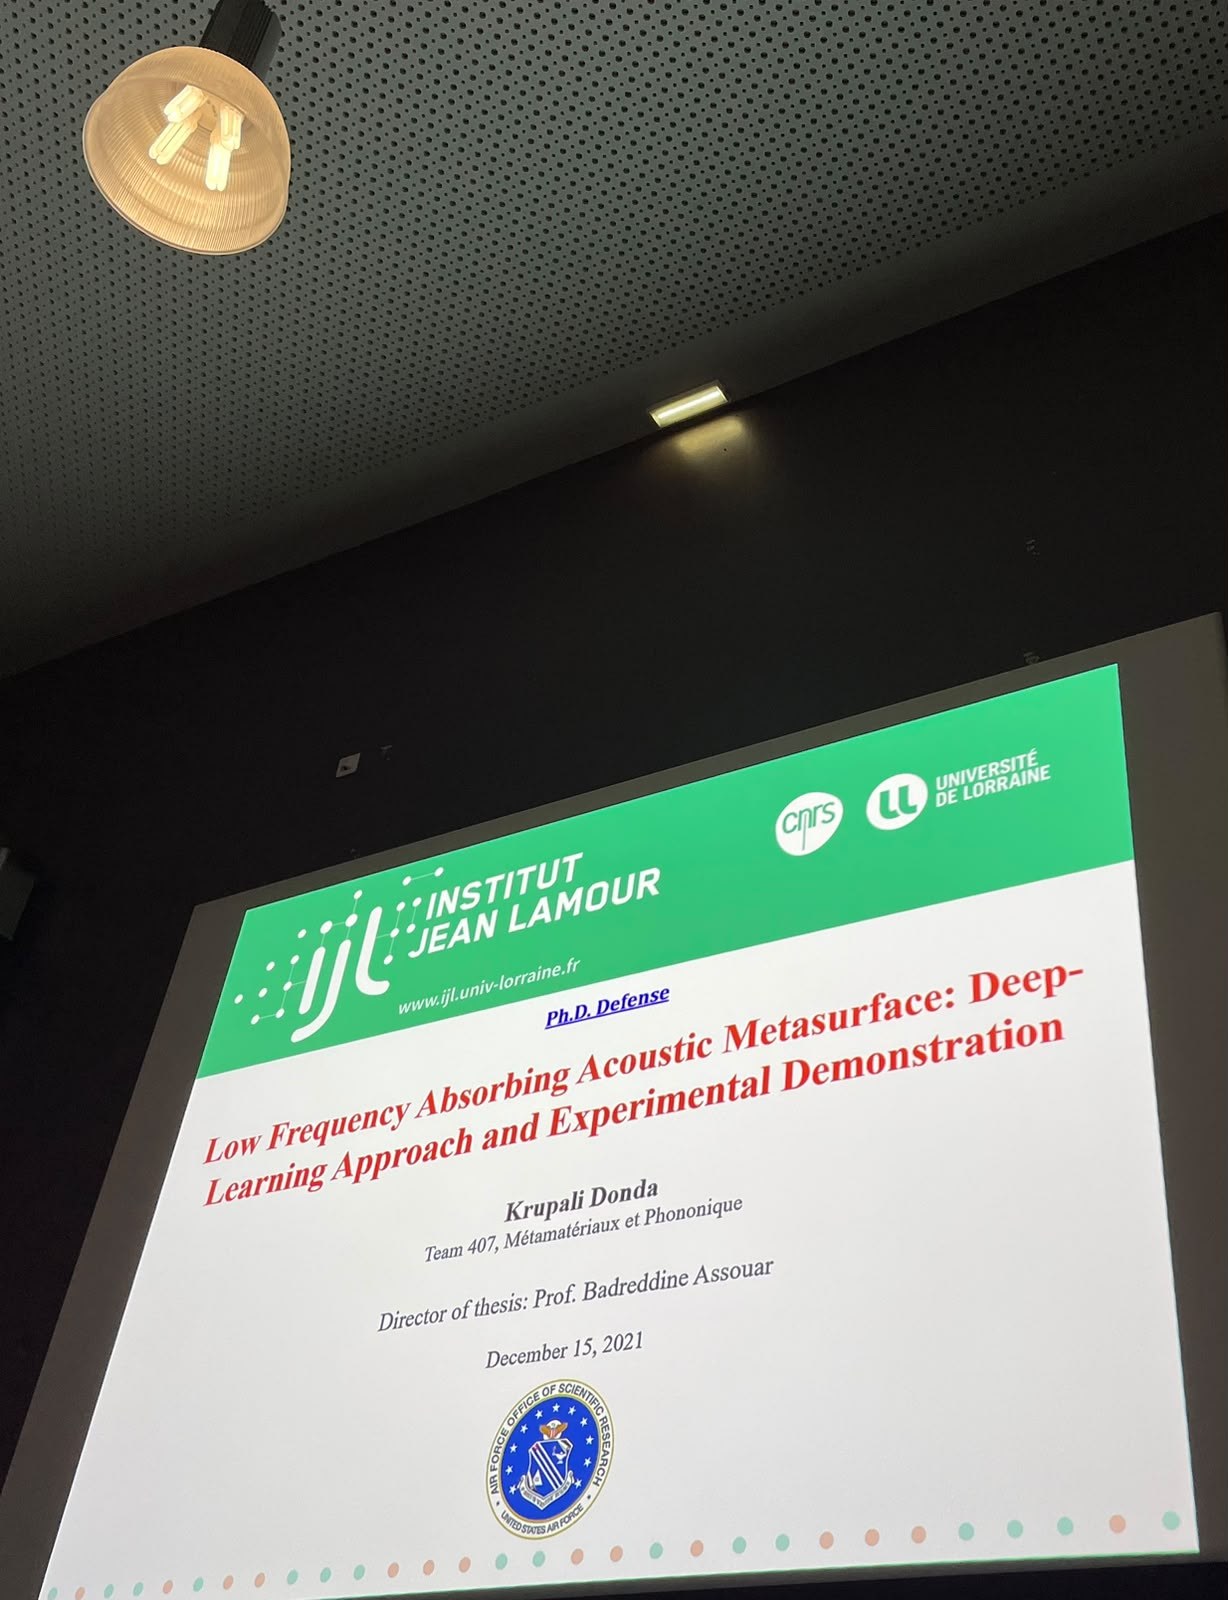 cnrs
UL UNIVERSITÉ
DE LORRAINE
ijl INSTITUT
JEAN LAMOUR
www.ijl.univ-lorraine.fr
Ph.D. Defense
Low Frequency Absorbing Acoustic Metasurface: Deep-
Learning Approach and Experimental Demonstration
Krupali Donda
Team 407, Métamatériaux et Phononique
Director of thesis: Prof. Badreddine Assouar
December 15, 2021
AIR FORCE OFFICE OF SCIENTIFIC RESEARCH
UNITED STATES AIR FORCE